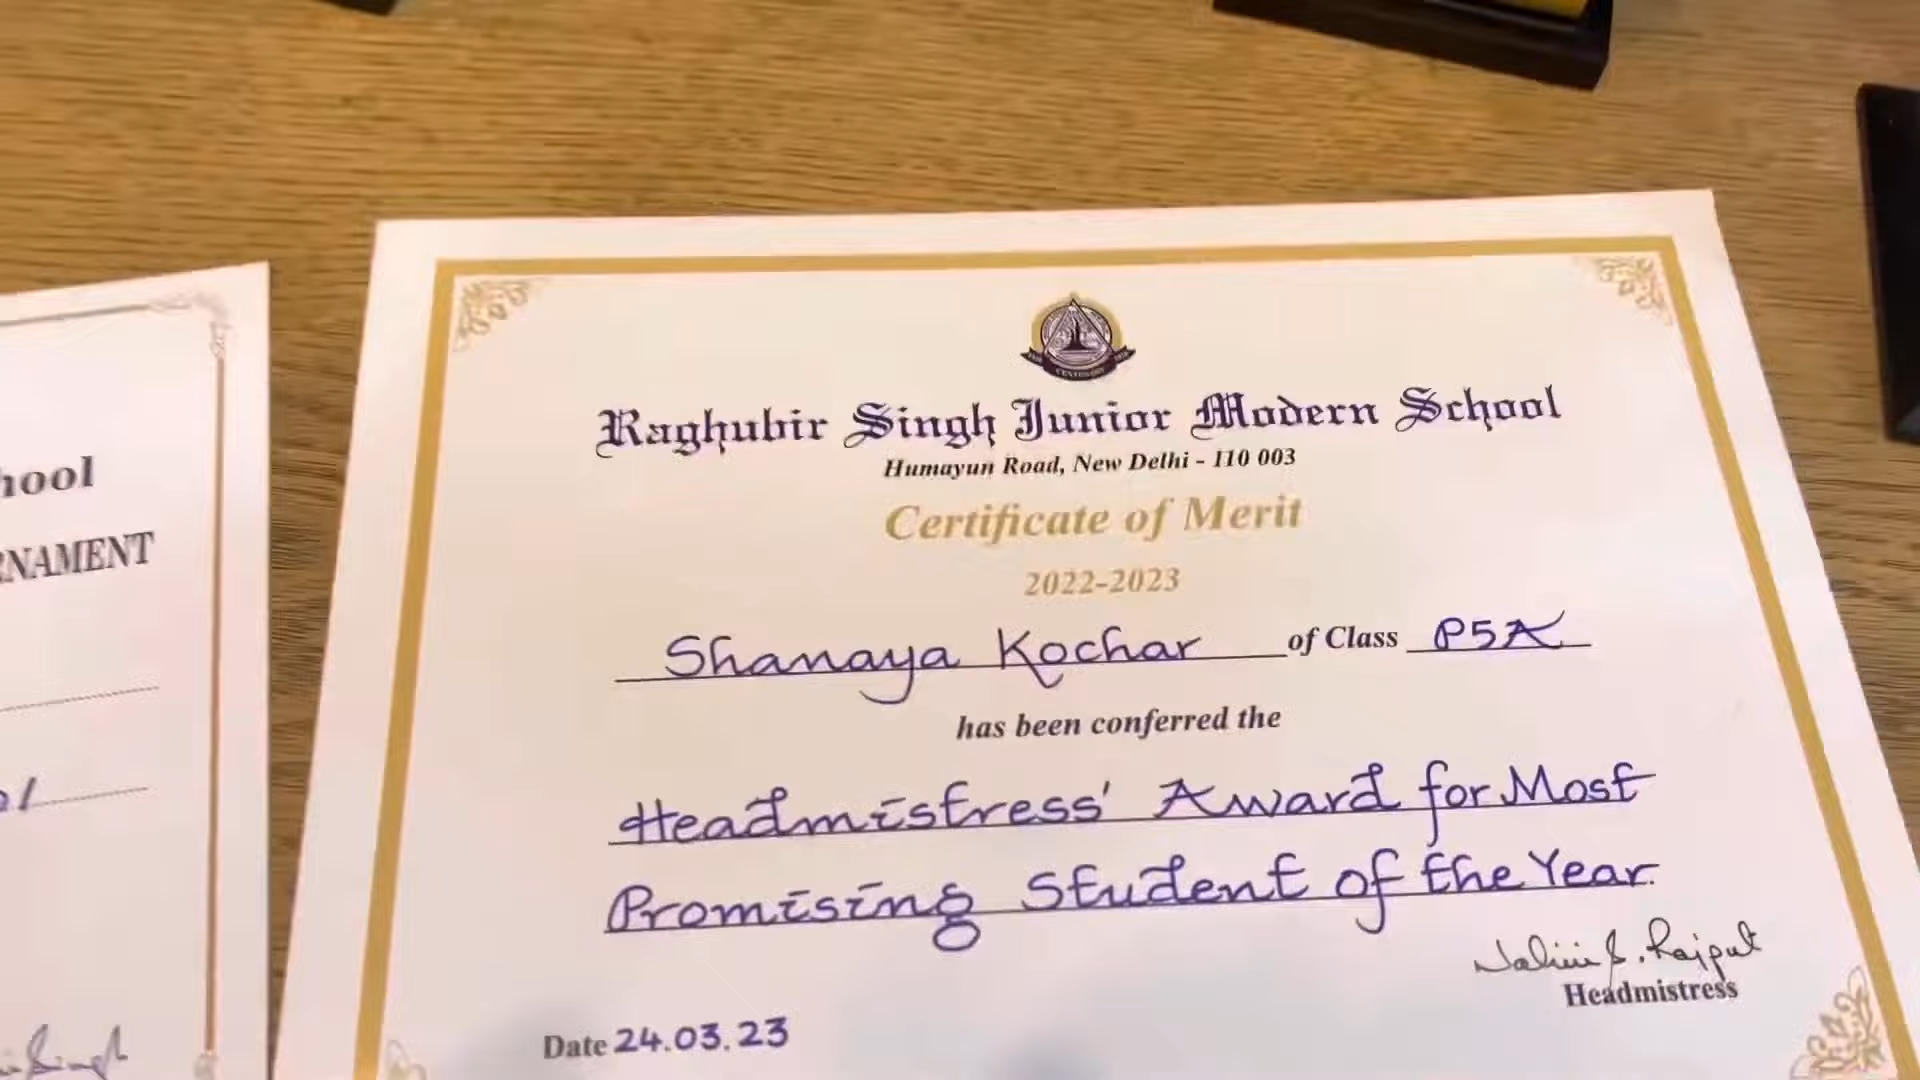 hool
RNAMENT
Raghubir Singh Junior Modern School
Humayun Road, New Delhi - 110 003
Certificate of Merit
2022-2023
Shanaya Kochar of Class P5A
has been conferred the
Headmistress' Award for Most
Promising Student of the Year.
Nalini S. Rajput
Headmistress
Date 24.03.23